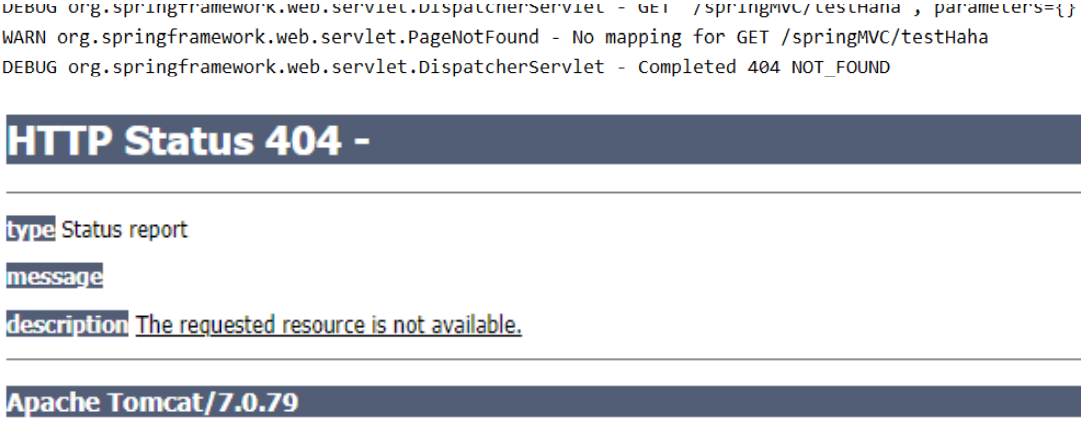 DEBUG org.springframework.web.servlet.DispatcherServlet - GET "/springMVC/testHaha", parameters={}
WARN org.springframework.web.servlet.PageNotFound - No mapping for GET /springMVC/testHaha
DEBUG org.springframework.web.servlet.DispatcherServlet - Completed 404 NOT_FOUND
HTTP Status 404 -
type Status report
message
description The requested resource is not available.
Apache Tomcat/7.0.79